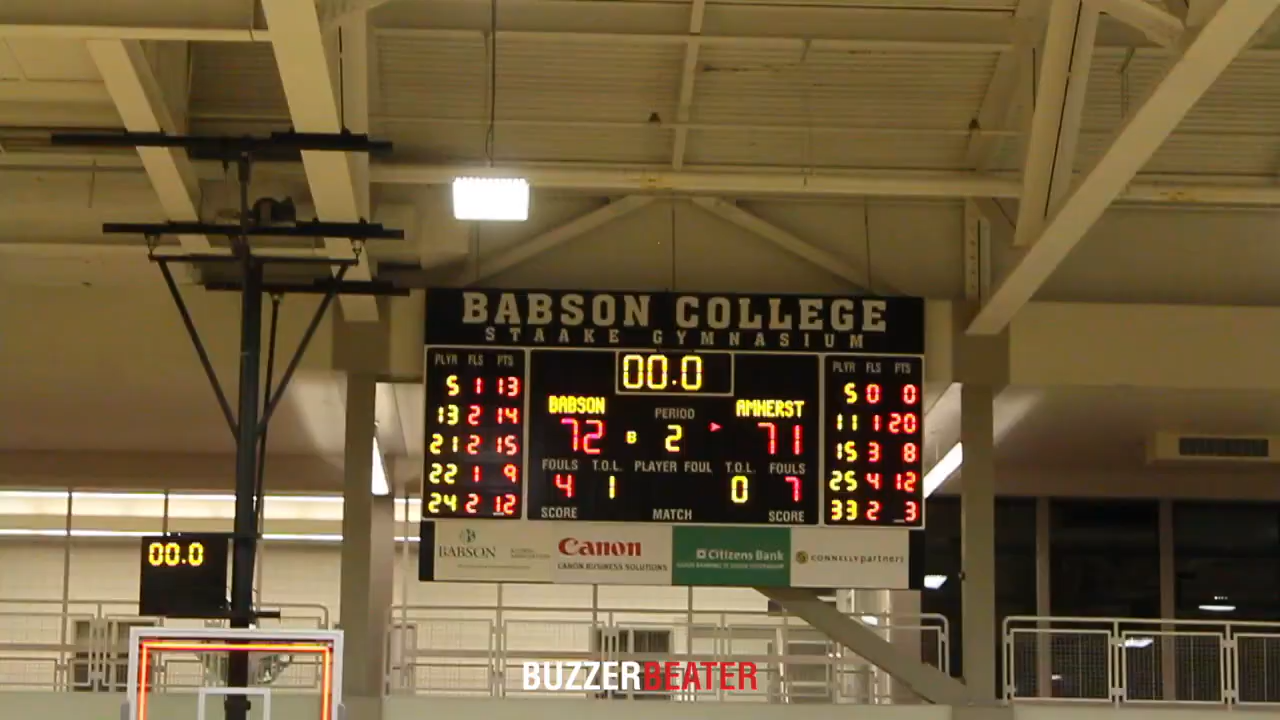 BABSON COLLEGE
STAAKE GYMNASIUM
PLYR FLS PTS
5 1 13
13 2 14
21 2 15
22 1 9
24 2 12
00.0
BABSON PERIOD AMHERST
72 B 2 71
FOULS T.O.L. PLAYER FOUL T.O.L. FOULS
4 1 0 7
SCORE MATCH SCORE
PLYR FLS PTS
5 0 0
11 1 20
15 3 8
25 4 12
33 2 3
BABSON
Canon
CANON BUSINESS SOLUTIONS
Citizens Bank
CONNELLYpartners
00.0
BUZZERBEATER